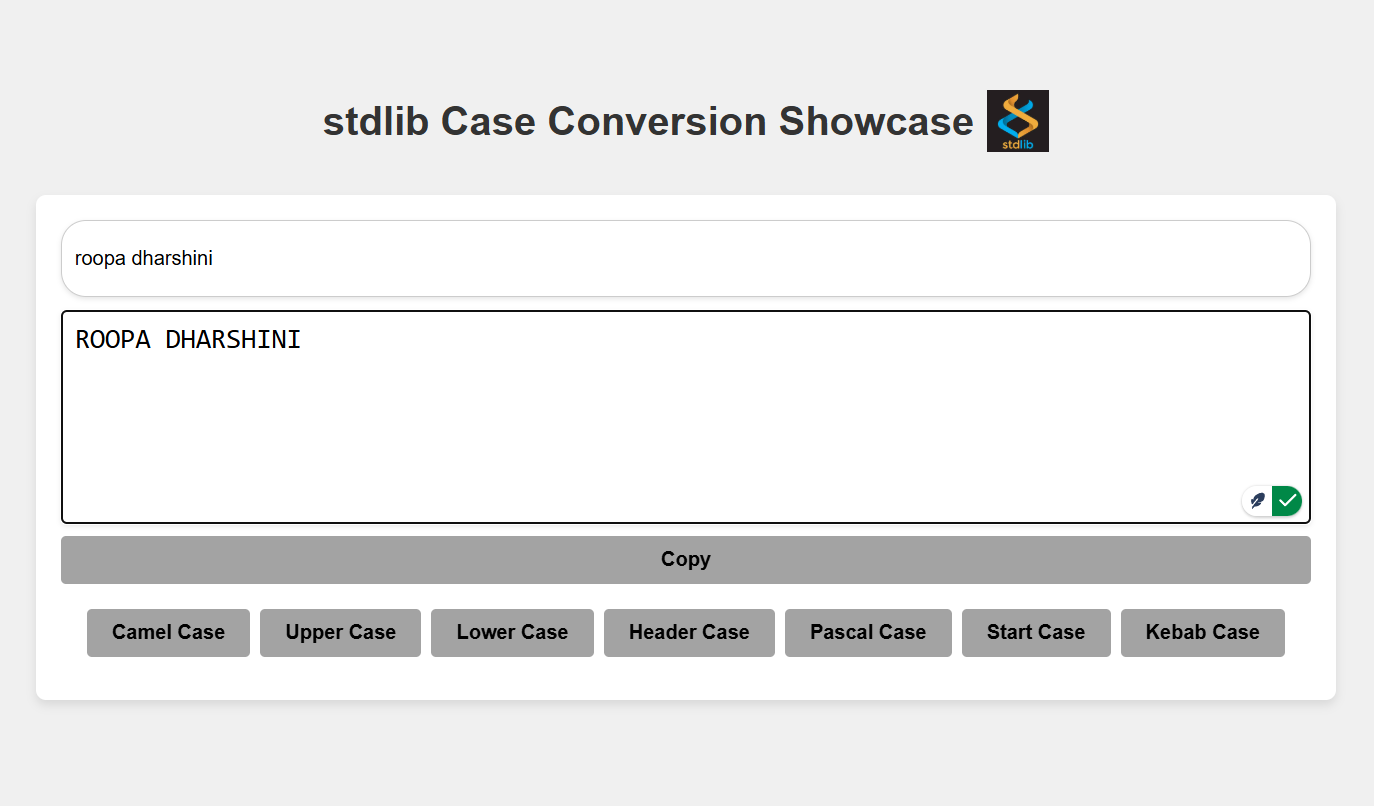 stdlib Case Conversion Showcase
stdlib
roopa dharshini
ROOPA DHARSHINI
Copy
Camel Case
Upper Case
Lower Case
Header Case
Pascal Case
Start Case
Kebab Case